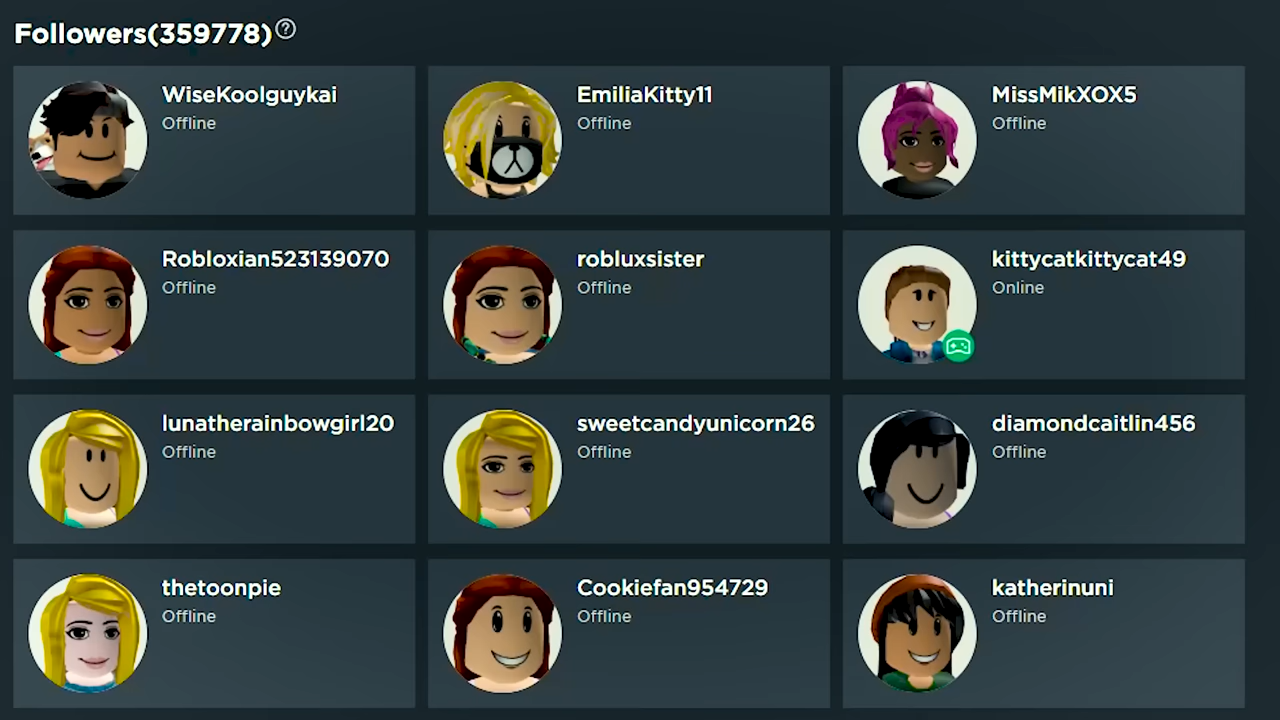 Followers(359778)?
WiseKoolguykai
Offline
EmiliaKitty11
Offline
MissMikXOX5
Offline
Robloxian523139070
Offline
robluxsister
Offline
kittycatkittycat49
Online
lunatherainbowgirl20
Offline
sweetcandyunicorn26
Offline
diamondcaitlin456
Offline
thetoonpie
Offline
Cookiefan954729
Offline
katherinuni
Offline